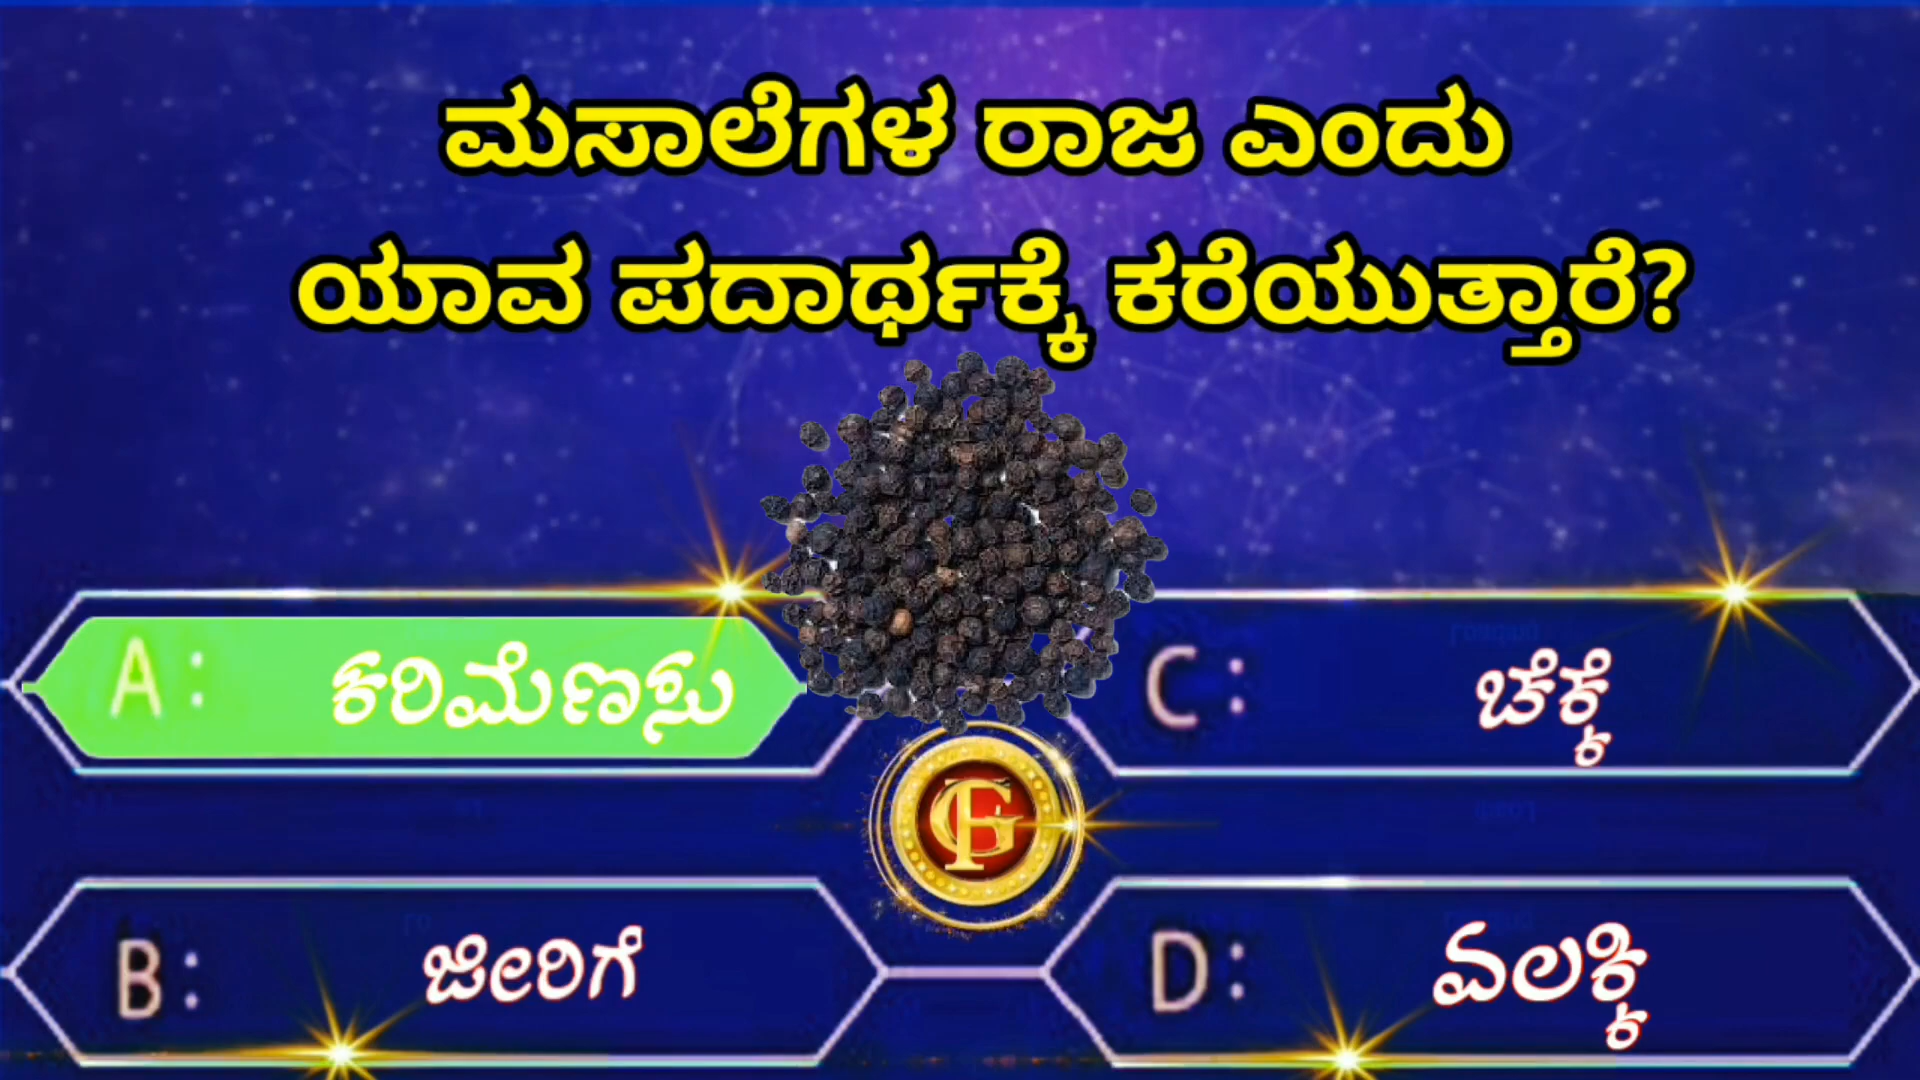 ಮಸಾಲೆಗಳ ರಾಜ ಎಂದು
ಯಾವ ಪದಾರ್ಥಕ್ಕೆ ಕರೆಯುತ್ತಾರೆ?
A: ಕರಿಮೆಣಸು
C: ಚೆಕ್ಕೆ
B: ಜೀರಿಗೆ
D: ಏಲಕ್ಕಿ